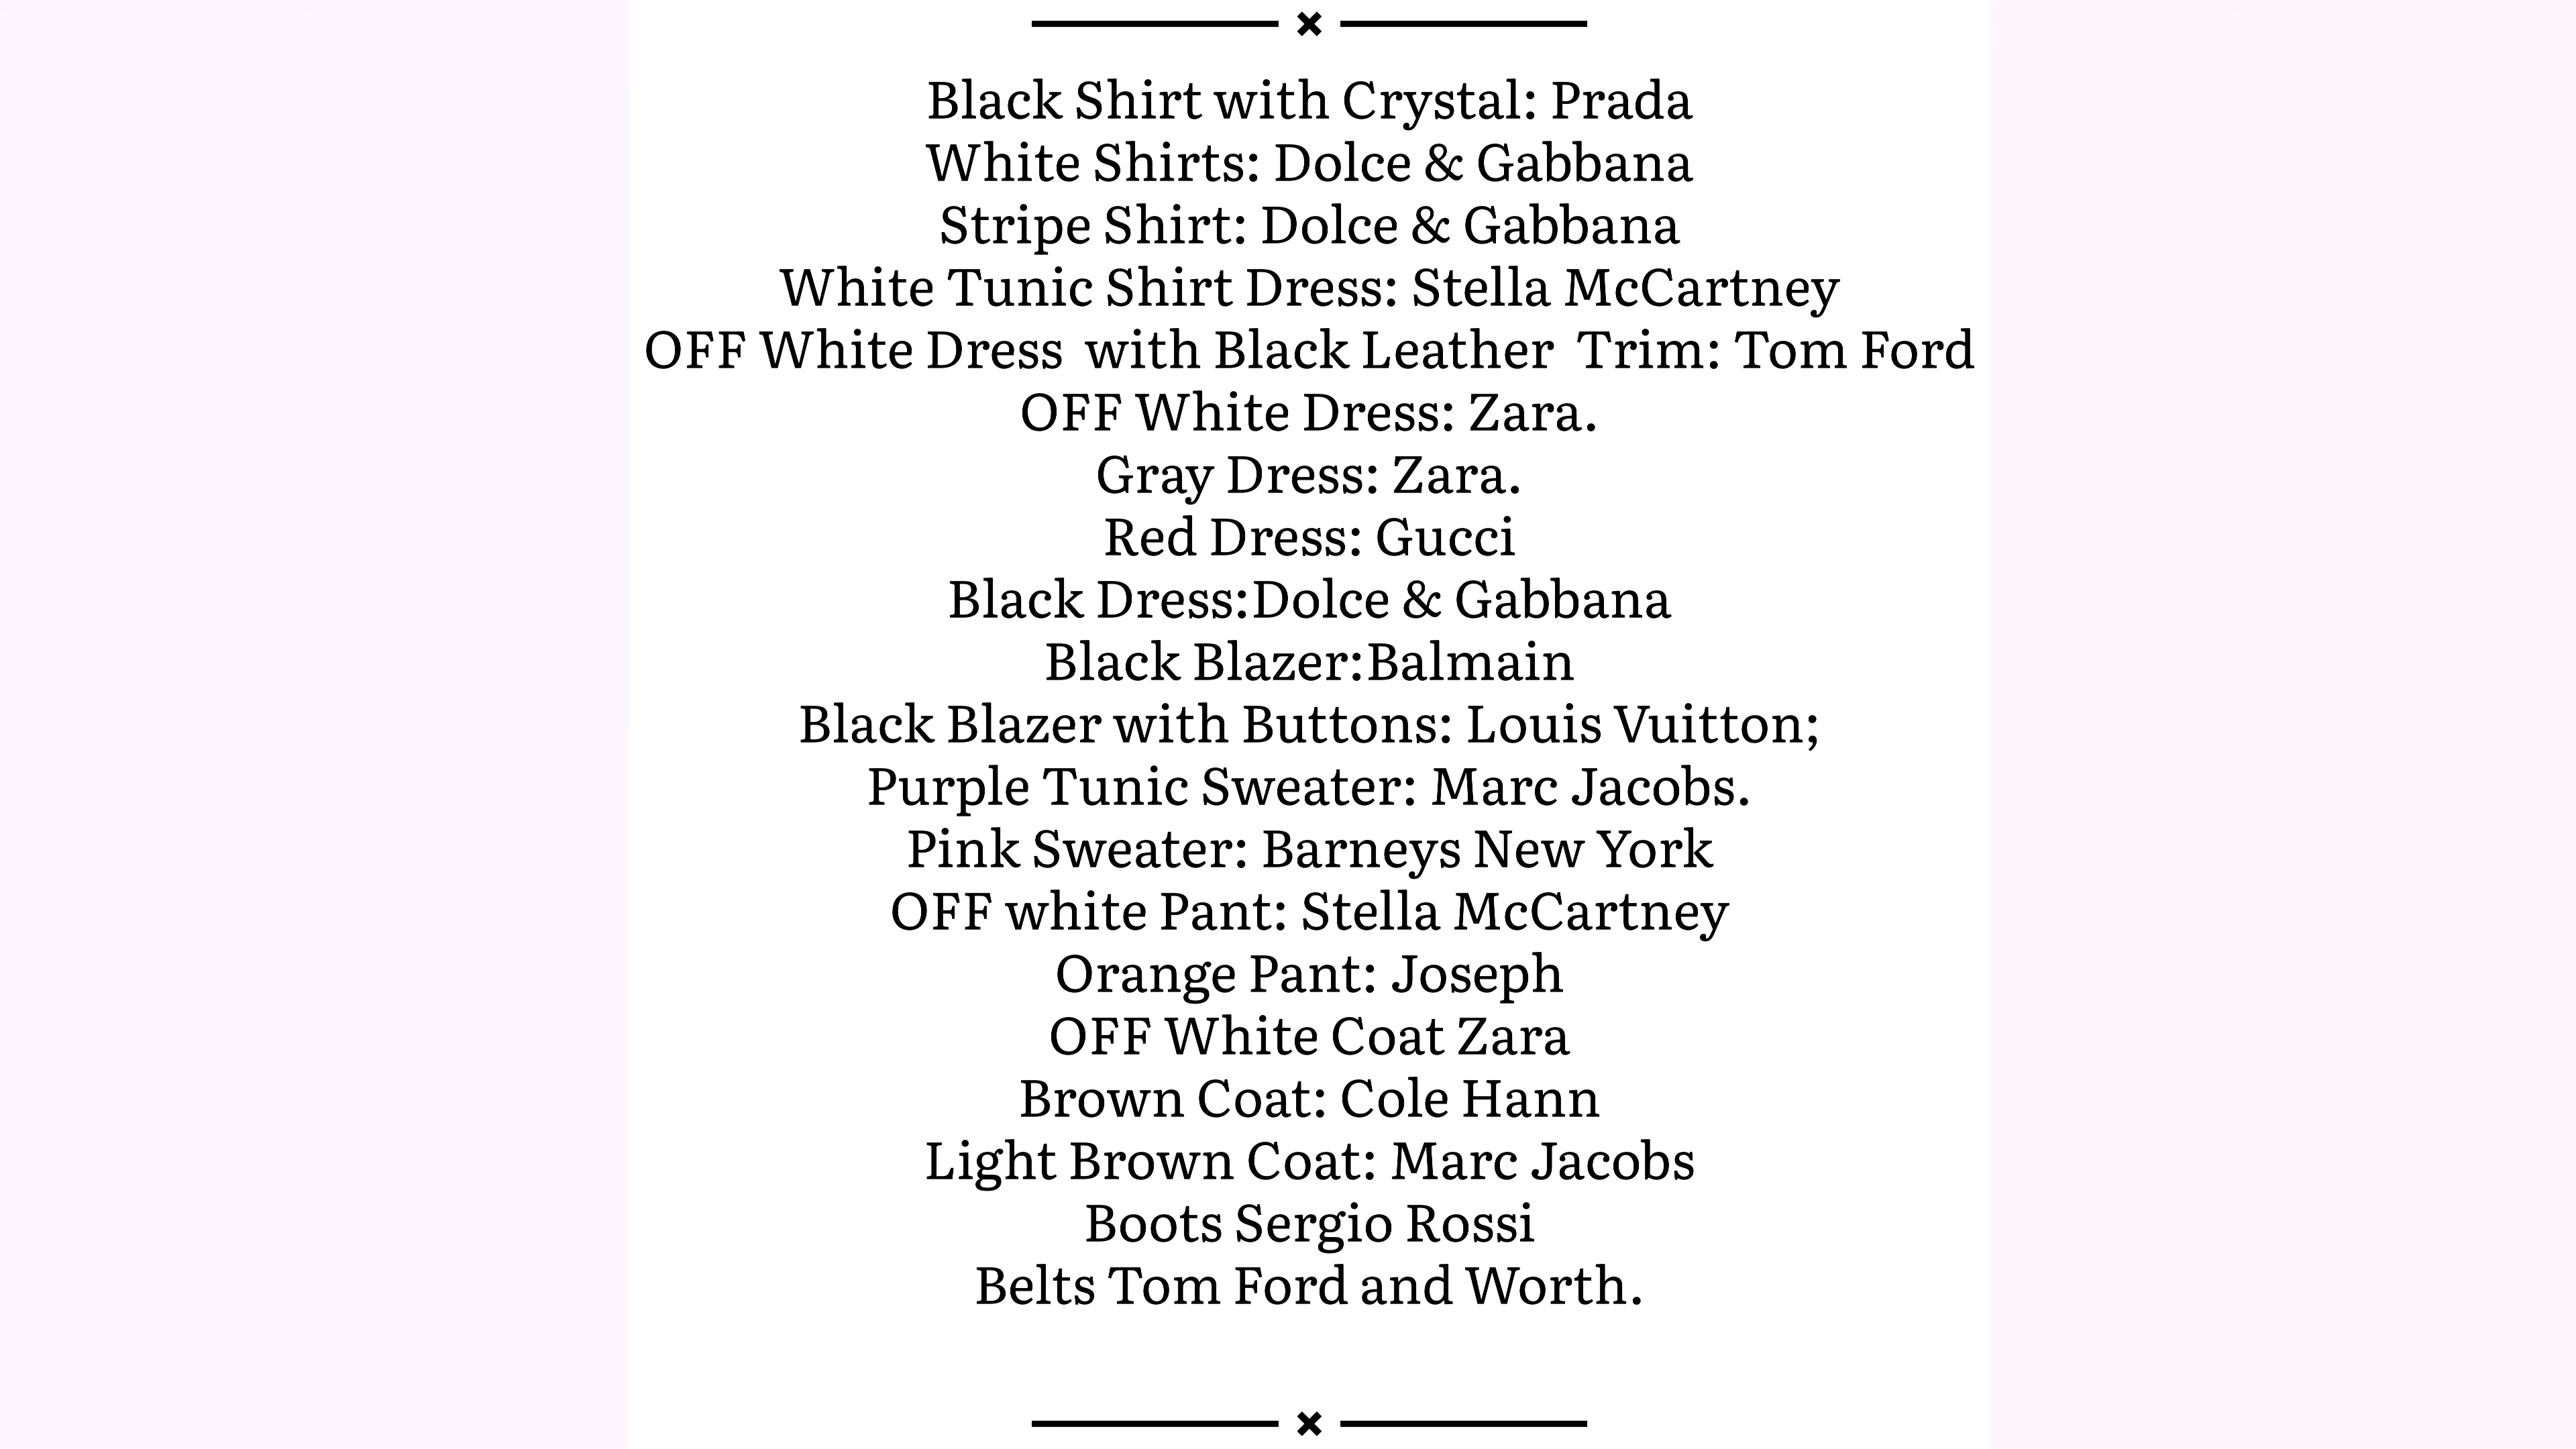 Black Shirt with Crystal: Prada
White Shirts: Dolce & Gabbana
Stripe Shirt: Dolce & Gabbana
White Tunic Shirt Dress: Stella McCartney
OFF White Dress  with Black Leather  Trim: Tom Ford
OFF White Dress: Zara.
Gray Dress: Zara.
Red Dress: Gucci
Black Dress:Dolce & Gabbana
Black Blazer:Balmain
Black Blazer with Buttons: Louis Vuitton;
Purple Tunic Sweater: Marc Jacobs.
Pink Sweater: Barneys New York
OFF white Pant: Stella McCartney
Orange Pant: Joseph
OFF White Coat Zara
Brown Coat: Cole Hann
Light Brown Coat: Marc Jacobs
Boots Sergio Rossi
Belts Tom Ford and Worth.